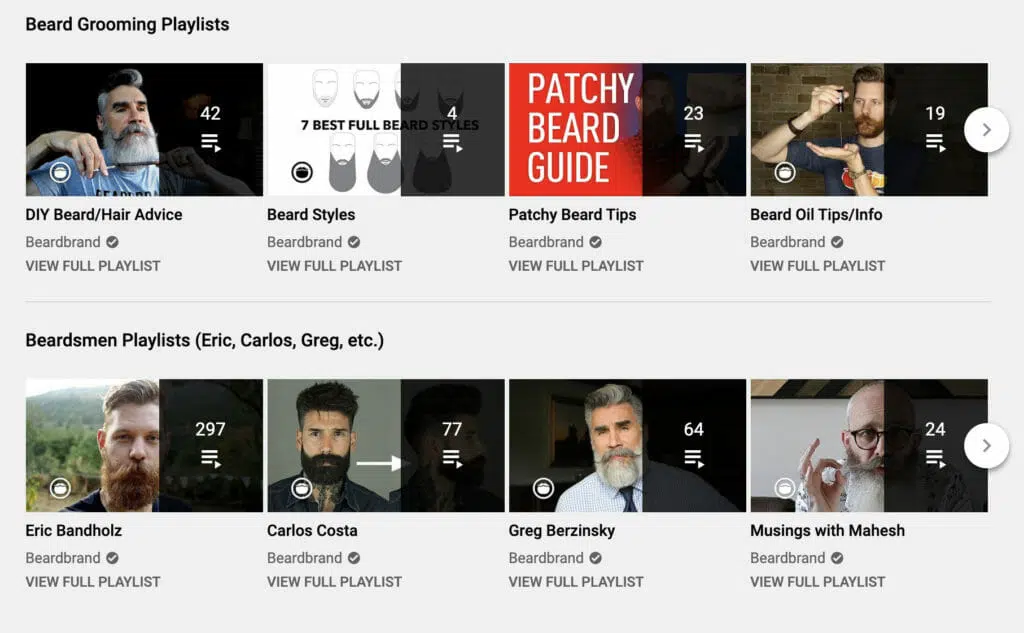 Beard Grooming Playlists
42
4
23
19
7 BEST FULL BEARD STYLES
PATCHY
BEARD
GUIDE
DIY Beard/Hair Advice
Beard Styles
Patchy Beard Tips
Beard Oil Tips/Info
Beardbrand
Beardbrand
Beardbrand
Beardbrand
VIEW FULL PLAYLIST
VIEW FULL PLAYLIST
VIEW FULL PLAYLIST
VIEW FULL PLAYLIST
Beardsmen Playlists (Eric, Carlos, Greg, etc.)
297
77
64
24
Eric Bandholz
Carlos Costa
Greg Berzinsky
Musings with Mahesh
Beardbrand
Beardbrand
Beardbrand
Beardbrand
VIEW FULL PLAYLIST
VIEW FULL PLAYLIST
VIEW FULL PLAYLIST
VIEW FULL PLAYLIST